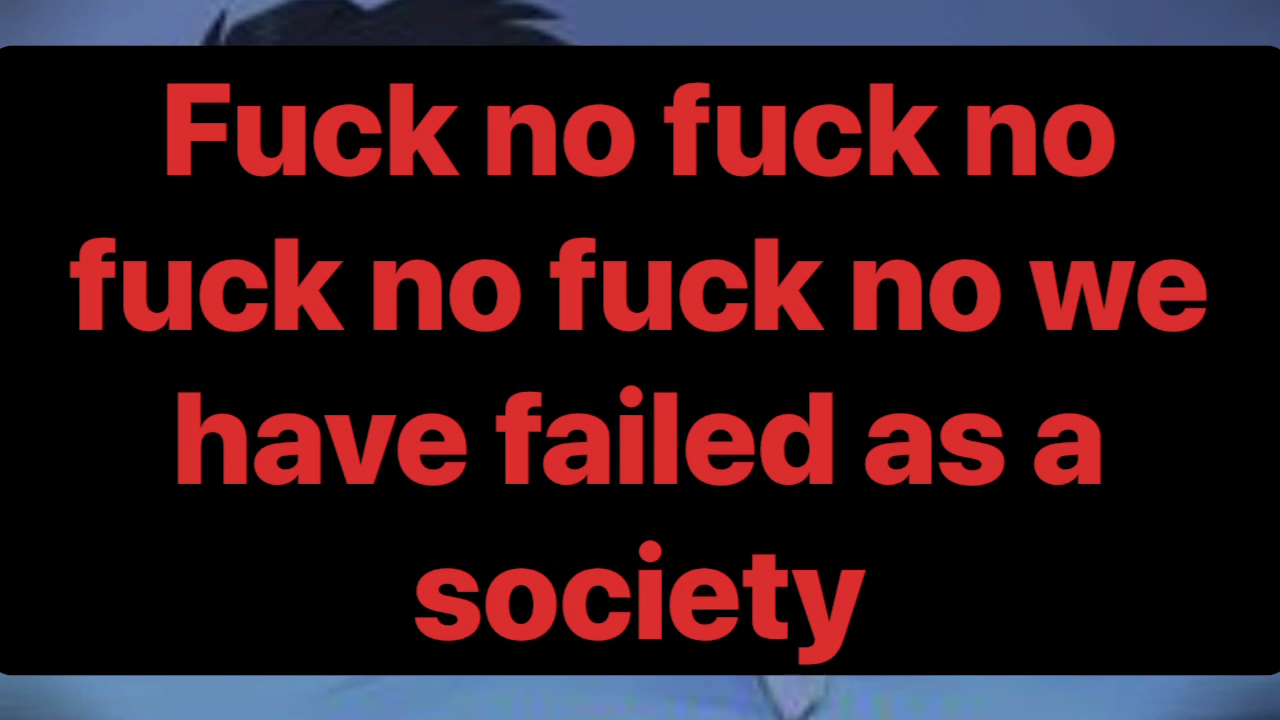 Fuck no fuck no
fuck no fuck no we
have failed as a
society